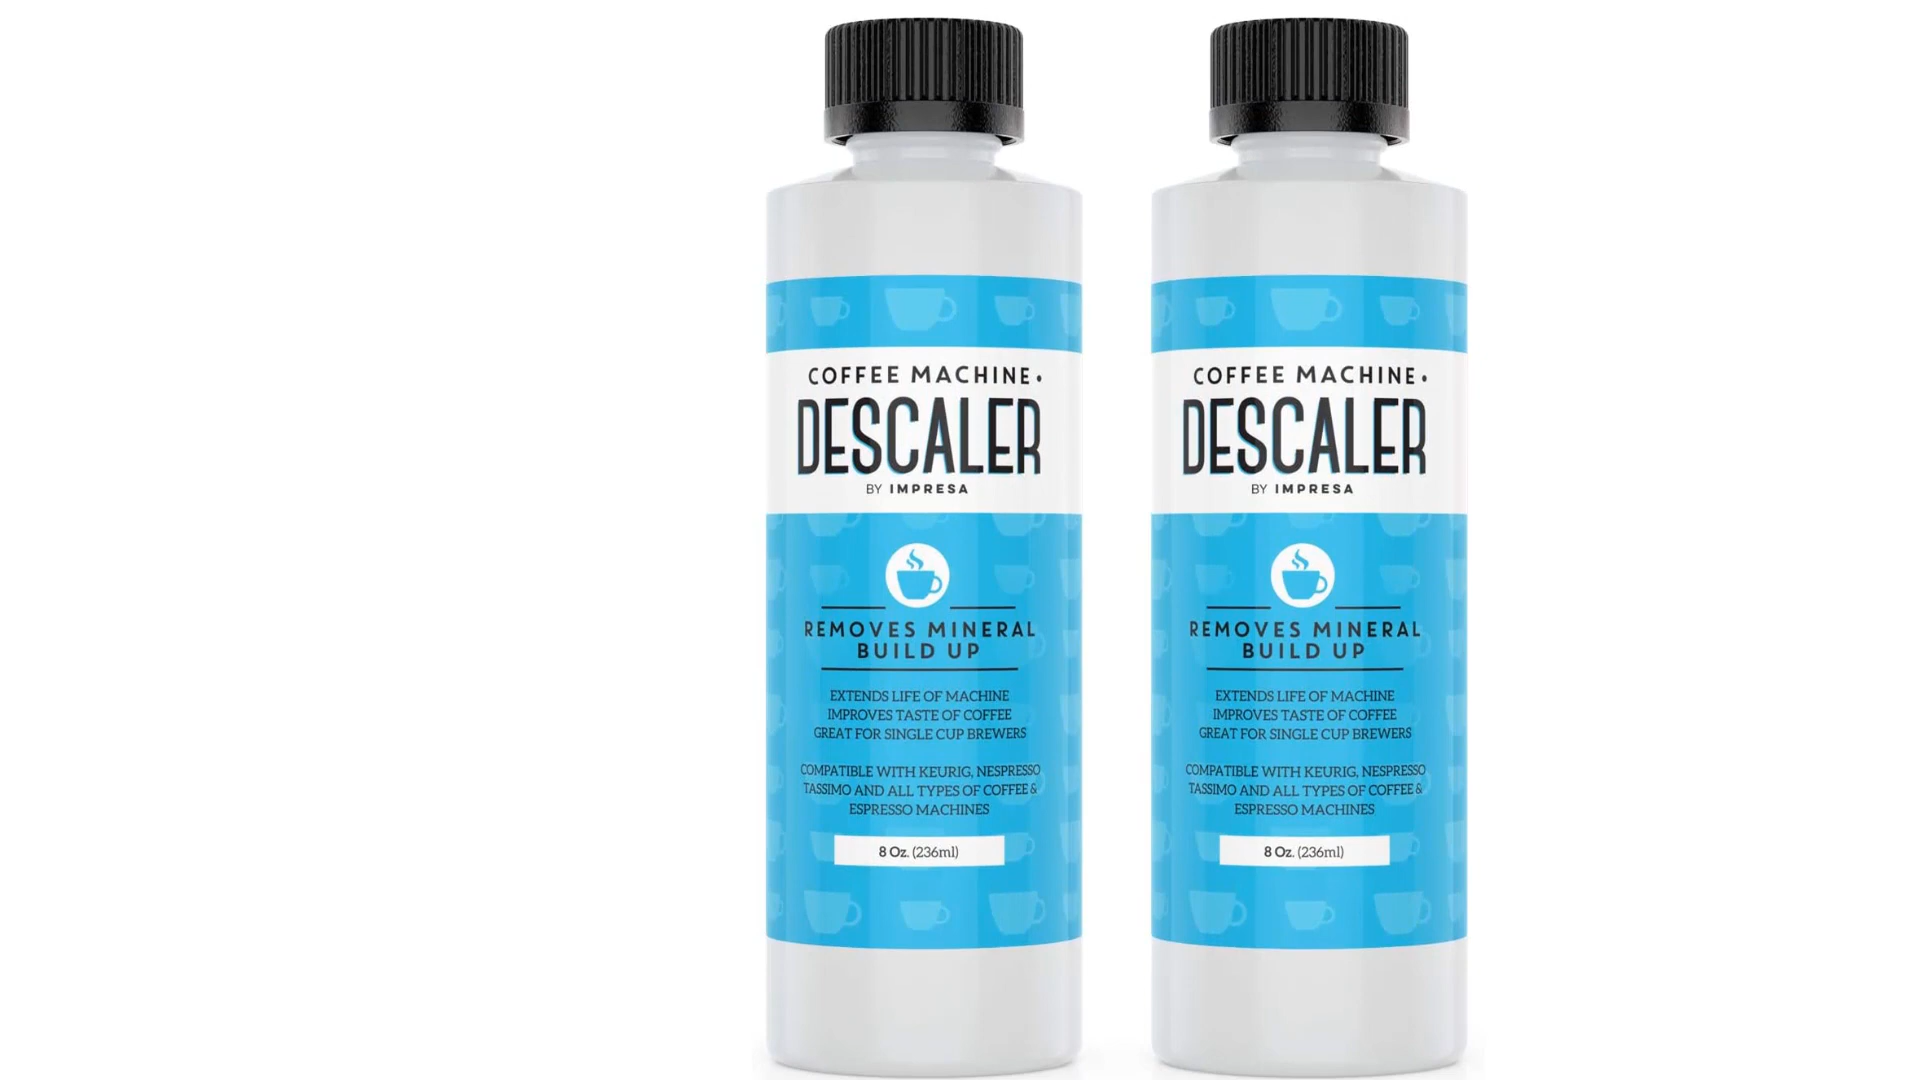 COFFEE MACHINE•
DESCALER
BY IMPRESA
REMOVES MINERAL
BUILD UP
EXTENDS LIFE OF MACHINE
IMPROVES TASTE OF COFFEE
GREAT FOR SINGLE CUP BREWERS
COMPATIBLE WITH KEURIG, NESPRESSO
TASSIMO AND ALL TYPES OF COFFEE &
ESPRESSO MACHINES
8 Oz. (236ml)
COFFEE MACHINE•
DESCALER
BY IMPRESA
REMOVES MINERAL
BUILD UP
EXTENDS LIFE OF MACHINE
IMPROVES TASTE OF COFFEE
GREAT FOR SINGLE CUP BREWERS
COMPATIBLE WITH KEURIG, NESPRESSO
TASSIMO AND ALL TYPES OF COFFEE &
ESPRESSO MACHINES
8 Oz. (236ml)